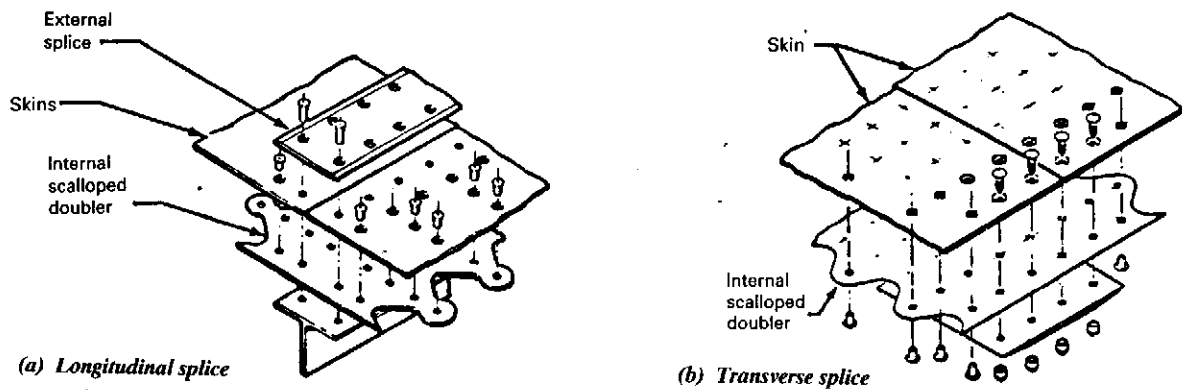 External
splice
Skins
Internal
scalloped
doubler
(a) Longitudinal splice
Skin
Internal
scalloped
doubler
(b) Transverse splice